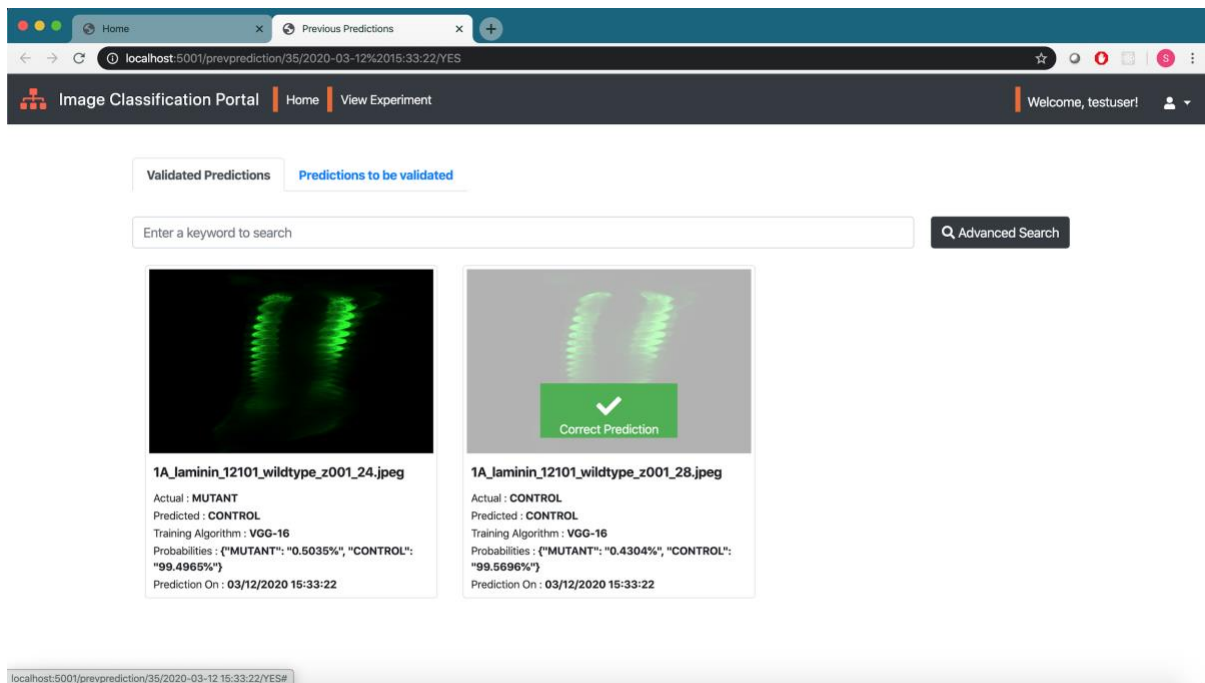 Home
Previous Predictions
localhost:5001/prevprediction/35/2020-03-12%2015:33:22/YES
S
Image Classification Portal Home View Experiment Welcome, testuser!
Validated Predictions Predictions to be validated
Enter a keyword to search Advanced Search
Correct Prediction
1A_laminin_12101_wildtype_z001_24.jpeg
Actual : MUTANT
Predicted : CONTROL
Training Algorithm : VGG-16
Probabilities : {"MUTANT": "0.5035%", "CONTROL":
"99.4965%"}
Prediction On : 03/12/2020 15:33:22
1A_laminin_12101_wildtype_z001_28.jpeg
Actual : CONTROL
Predicted : CONTROL
Training Algorithm : VGG-16
Probabilities : {"MUTANT": "0.4304%", "CONTROL":
"99.5696%"}
Prediction On : 03/12/2020 15:33:22
localhost:5001/prevprediction/35/2020-03-12 15:33:22/YES#